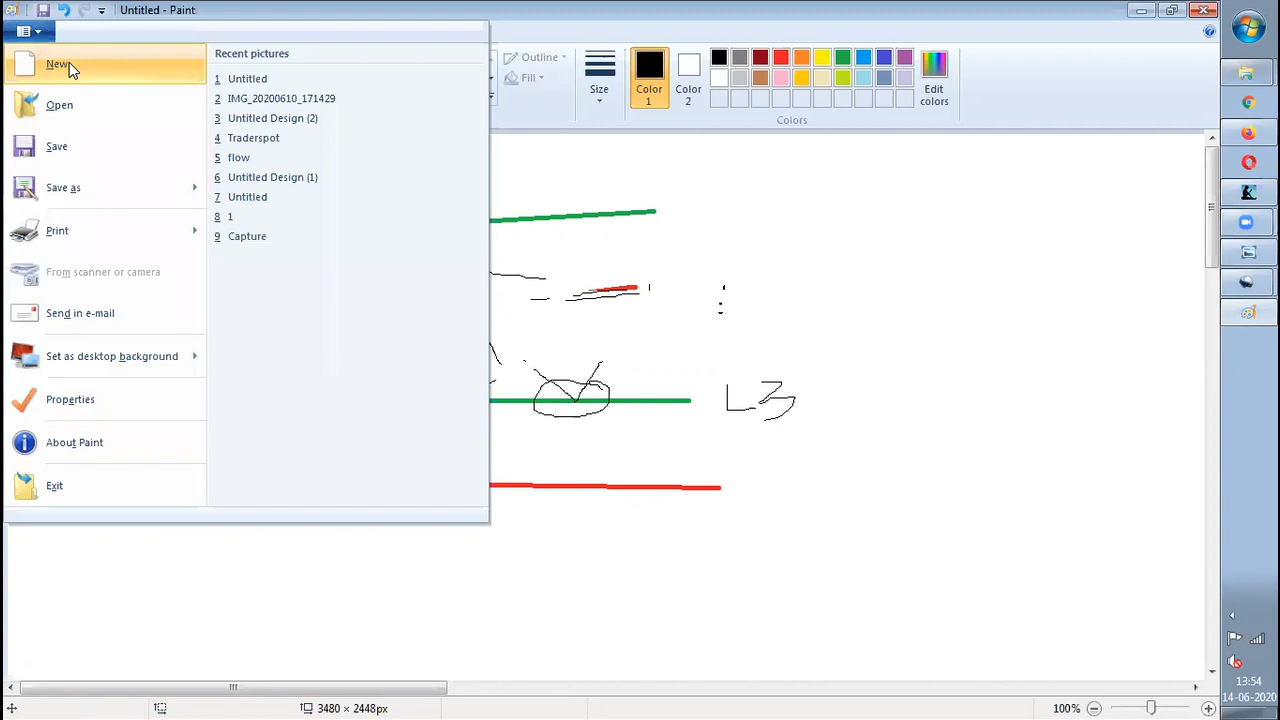 Untitled - Paint
New
Open
Save
Save as
Print
From scanner or camera
Send in e-mail
Set as desktop background
Properties
About Paint
Exit
Recent pictures
1 Untitled
2 IMG_20200610_171429
3 Untitled Design (2)
4 Traderspot
5 flow
6 Untitled Design (1)
7 Untitled
8 1
9 Capture
Outline
Fill
Size
Color 1
Color 2
Edit colors
Colors
L3
3480 × 2448px
100%
13:54
14-06-2020